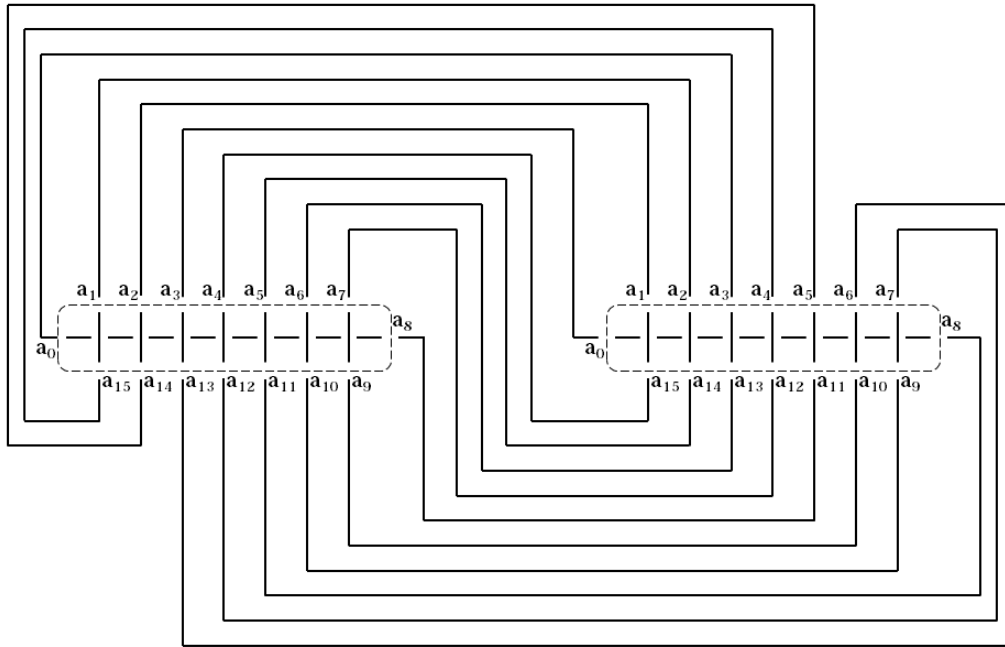 a₁ a₂ a₃ a₄ a₅ a₆ a₇ a₁ a₂ a₃ a₄ a₅ a₆ a₇
a₀ a₈ a₀ a₈
a₁₅ a₁₄ a₁₃ a₁₂ a₁₁ a₁₀ a₉ a₁₅ a₁₄ a₁₃ a₁₂ a₁₁ a₁₀ a₉